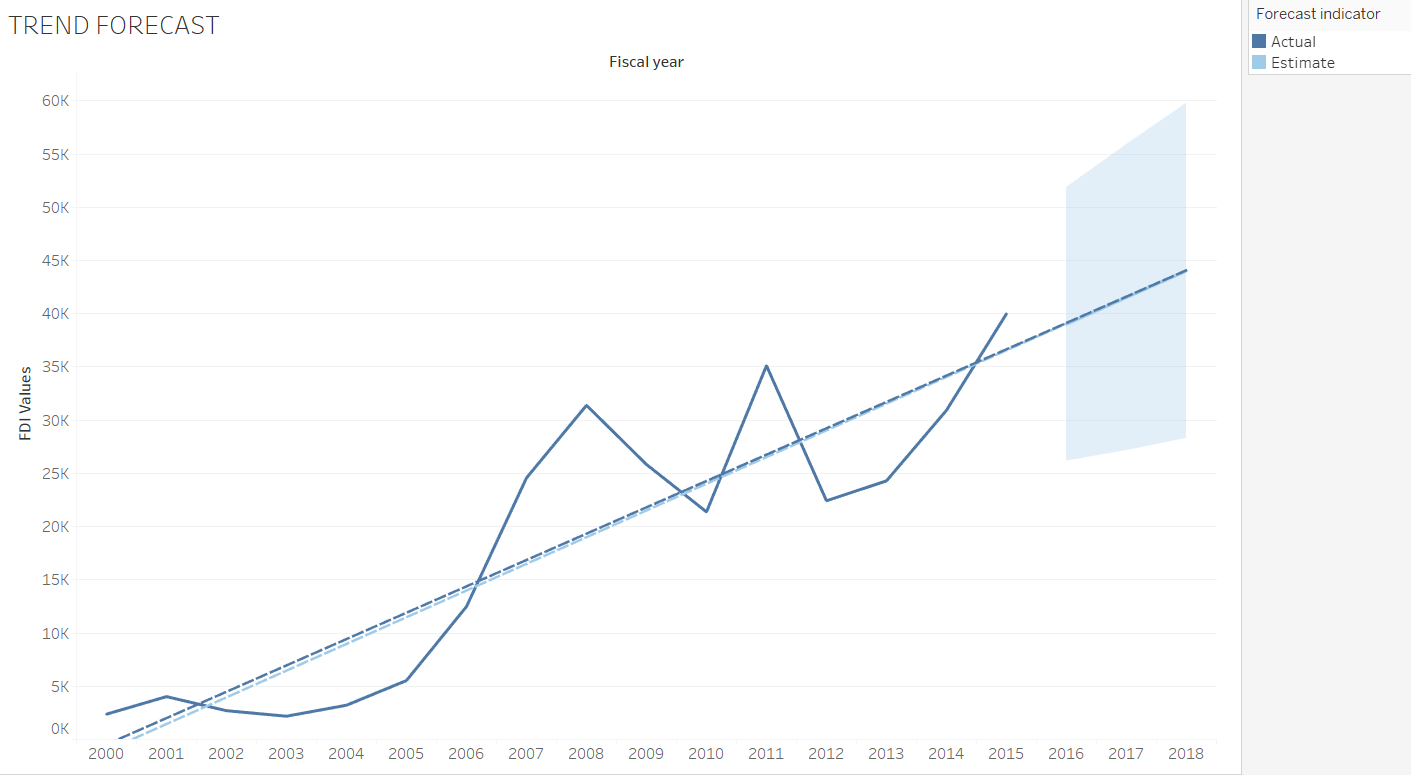 TREND FORECAST
Forecast indicator
Actual
Estimate
Fiscal year
FDI Values
60K
55K
50K
45K
40K
35K
30K
25K
20K
15K
10K
5K
0K
2000 2001 2002 2003 2004 2005 2006 2007 2008 2009 2010 2011 2012 2013 2014 2015 2016 2017 2018